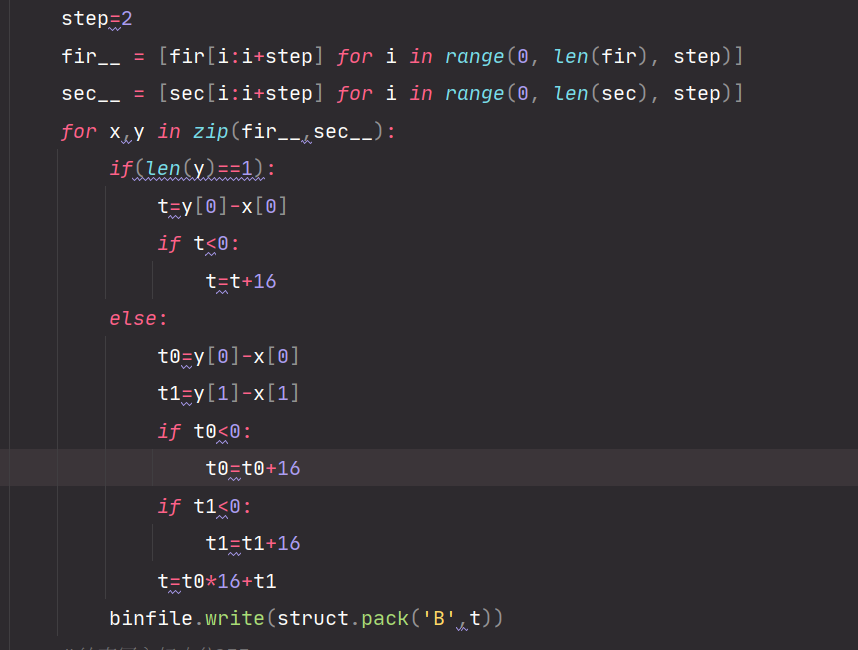 step=2
fir__ = [fir[i:i+step] for i in range(0, len(fir), step)]
sec__ = [sec[i:i+step] for i in range(0, len(sec), step)]
for x,y in zip(fir__,sec__):
if(len(y)==1):
t=y[0]-x[0]
if t<0:
t=t+16
else:
t0=y[0]-x[0]
t1=y[1]-x[1]
if t0<0:
t0=t0+16
if t1<0:
t1=t1+16
t=t0*16+t1
binfile.write(struct.pack('B',t))